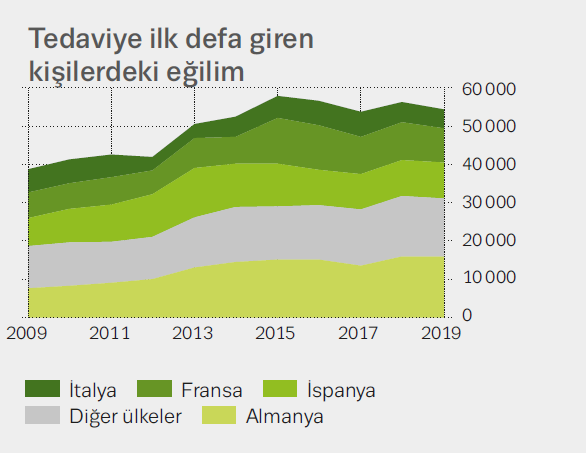 Tedaviye ilk defa giren
kişilerdeki eğilim
60 000
50 000
40 000
30 000
20 000
10 000
0
2009 2011 2013 2015 2017 2019
İtalya Fransa İspanya
Diğer ülkeler Almanya